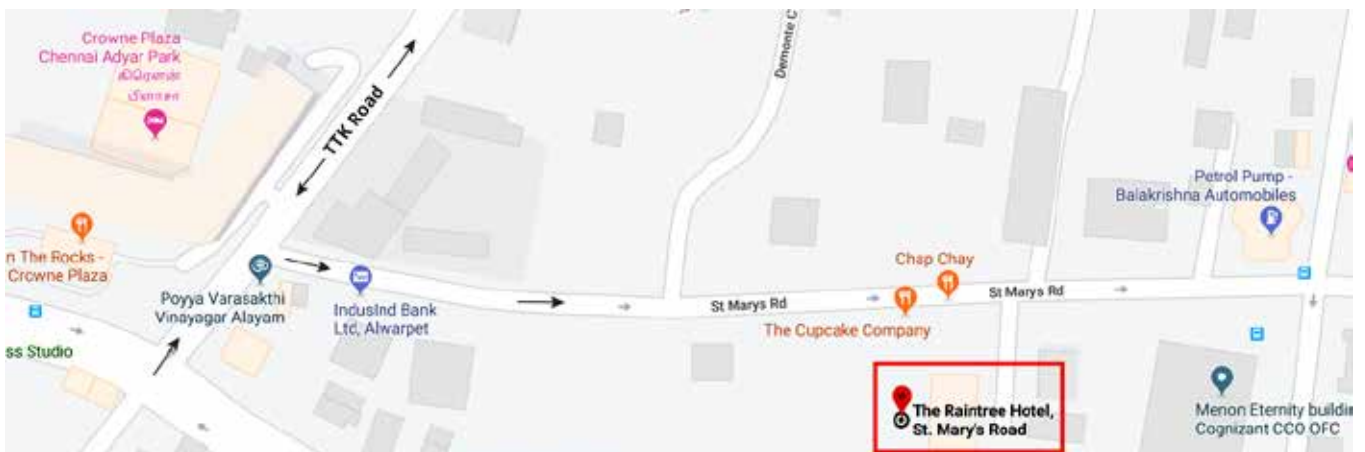 Crowne Plaza
Chennai Adyar Park
TTK Road
Demonte C
Petrol Pump -
Balakrishna Automobiles
n The Rocks -
Crowne Plaza
Chap Chay
Poyya Varasakthi
Vinayagar Alayam
IndusInd Bank
Ltd, Alwarpet
St Marys Rd
St Marys Rd
The Cupcake Company
ss Studio
The Raintree Hotel,
St. Mary's Road
Menon Eternity buildin
Cognizant CCO OFC